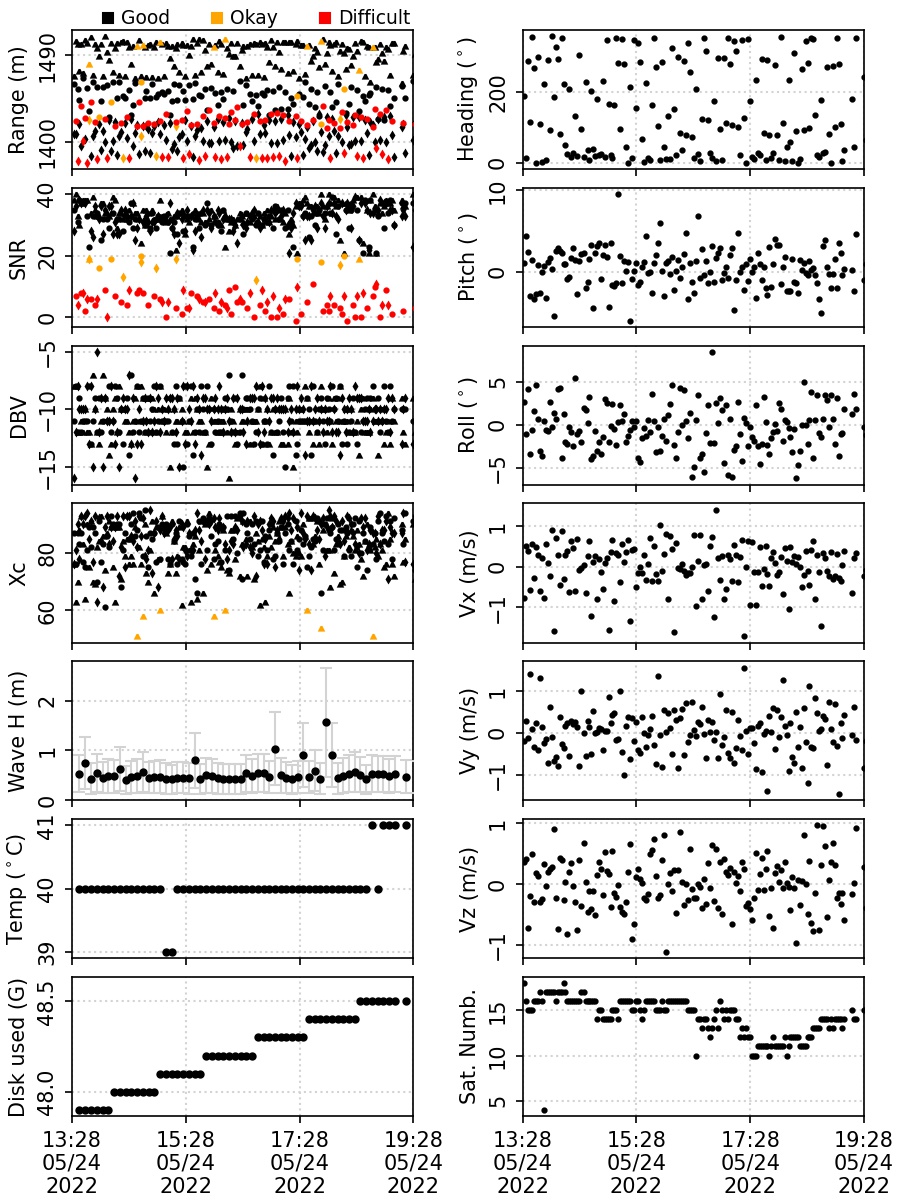 Good Okay Difficult
Range (m)
1490
1400
Heading (°)
200
0
SNR
40
20
0
Pitch (°)
10
0
DBV
−5
−10
−15
Roll (°)
5
0
−5
Xc
80
60
Vx (m/s)
1
0
−1
Wave H (m)
2
1
0
Vy (m/s)
1
0
−1
Temp (°C)
41
40
39
Vz (m/s)
1
0
−1
Disk used (G)
48.5
48.0
Sat. Numb.
15
10
5
13:28 15:28 17:28 19:28 13:28 15:28 17:28 19:28
05/24 05/24 05/24 05/24 05/24 05/24 05/24 05/24
2022 2022 2022 2022 2022 2022 2022 2022